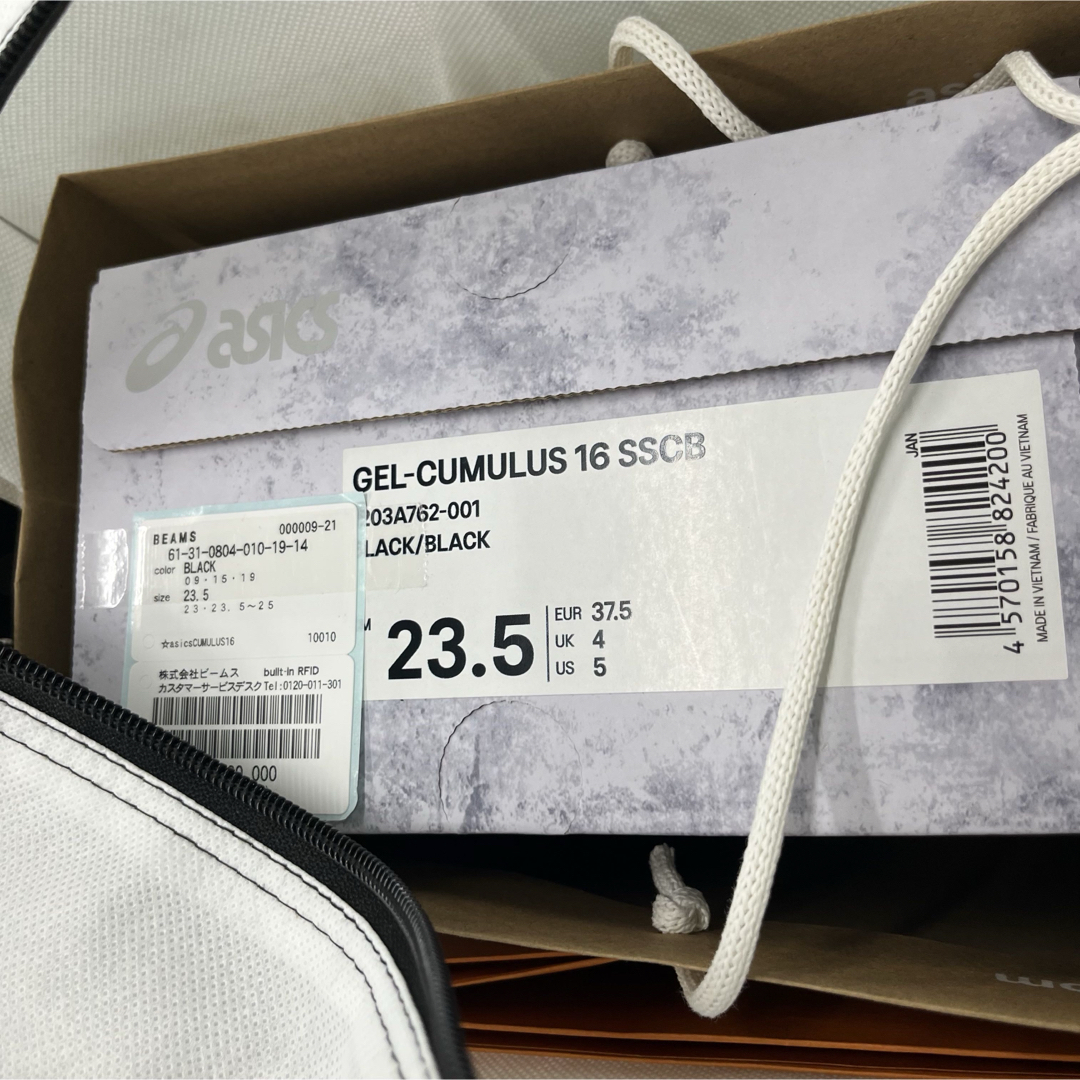 asics
GEL-CUMULUS 16 SSCB
203A762-001
LACK/BLACK
23.5
EUR 37.5
UK 4
US 5
JAN
4 570158 824200
MADE IN VIETNAM / FABRIQUE AU VIETNAM
BEAMS 000009-21
61-31-0804-010-19-14
color BLACK
09・15・19
size 23.5
23・23.5~25
☆asicsCUMULUS16 10010
株式会社ビームス built-in RFID
カスタマーサービスデスク Tel:0120-011-301
000